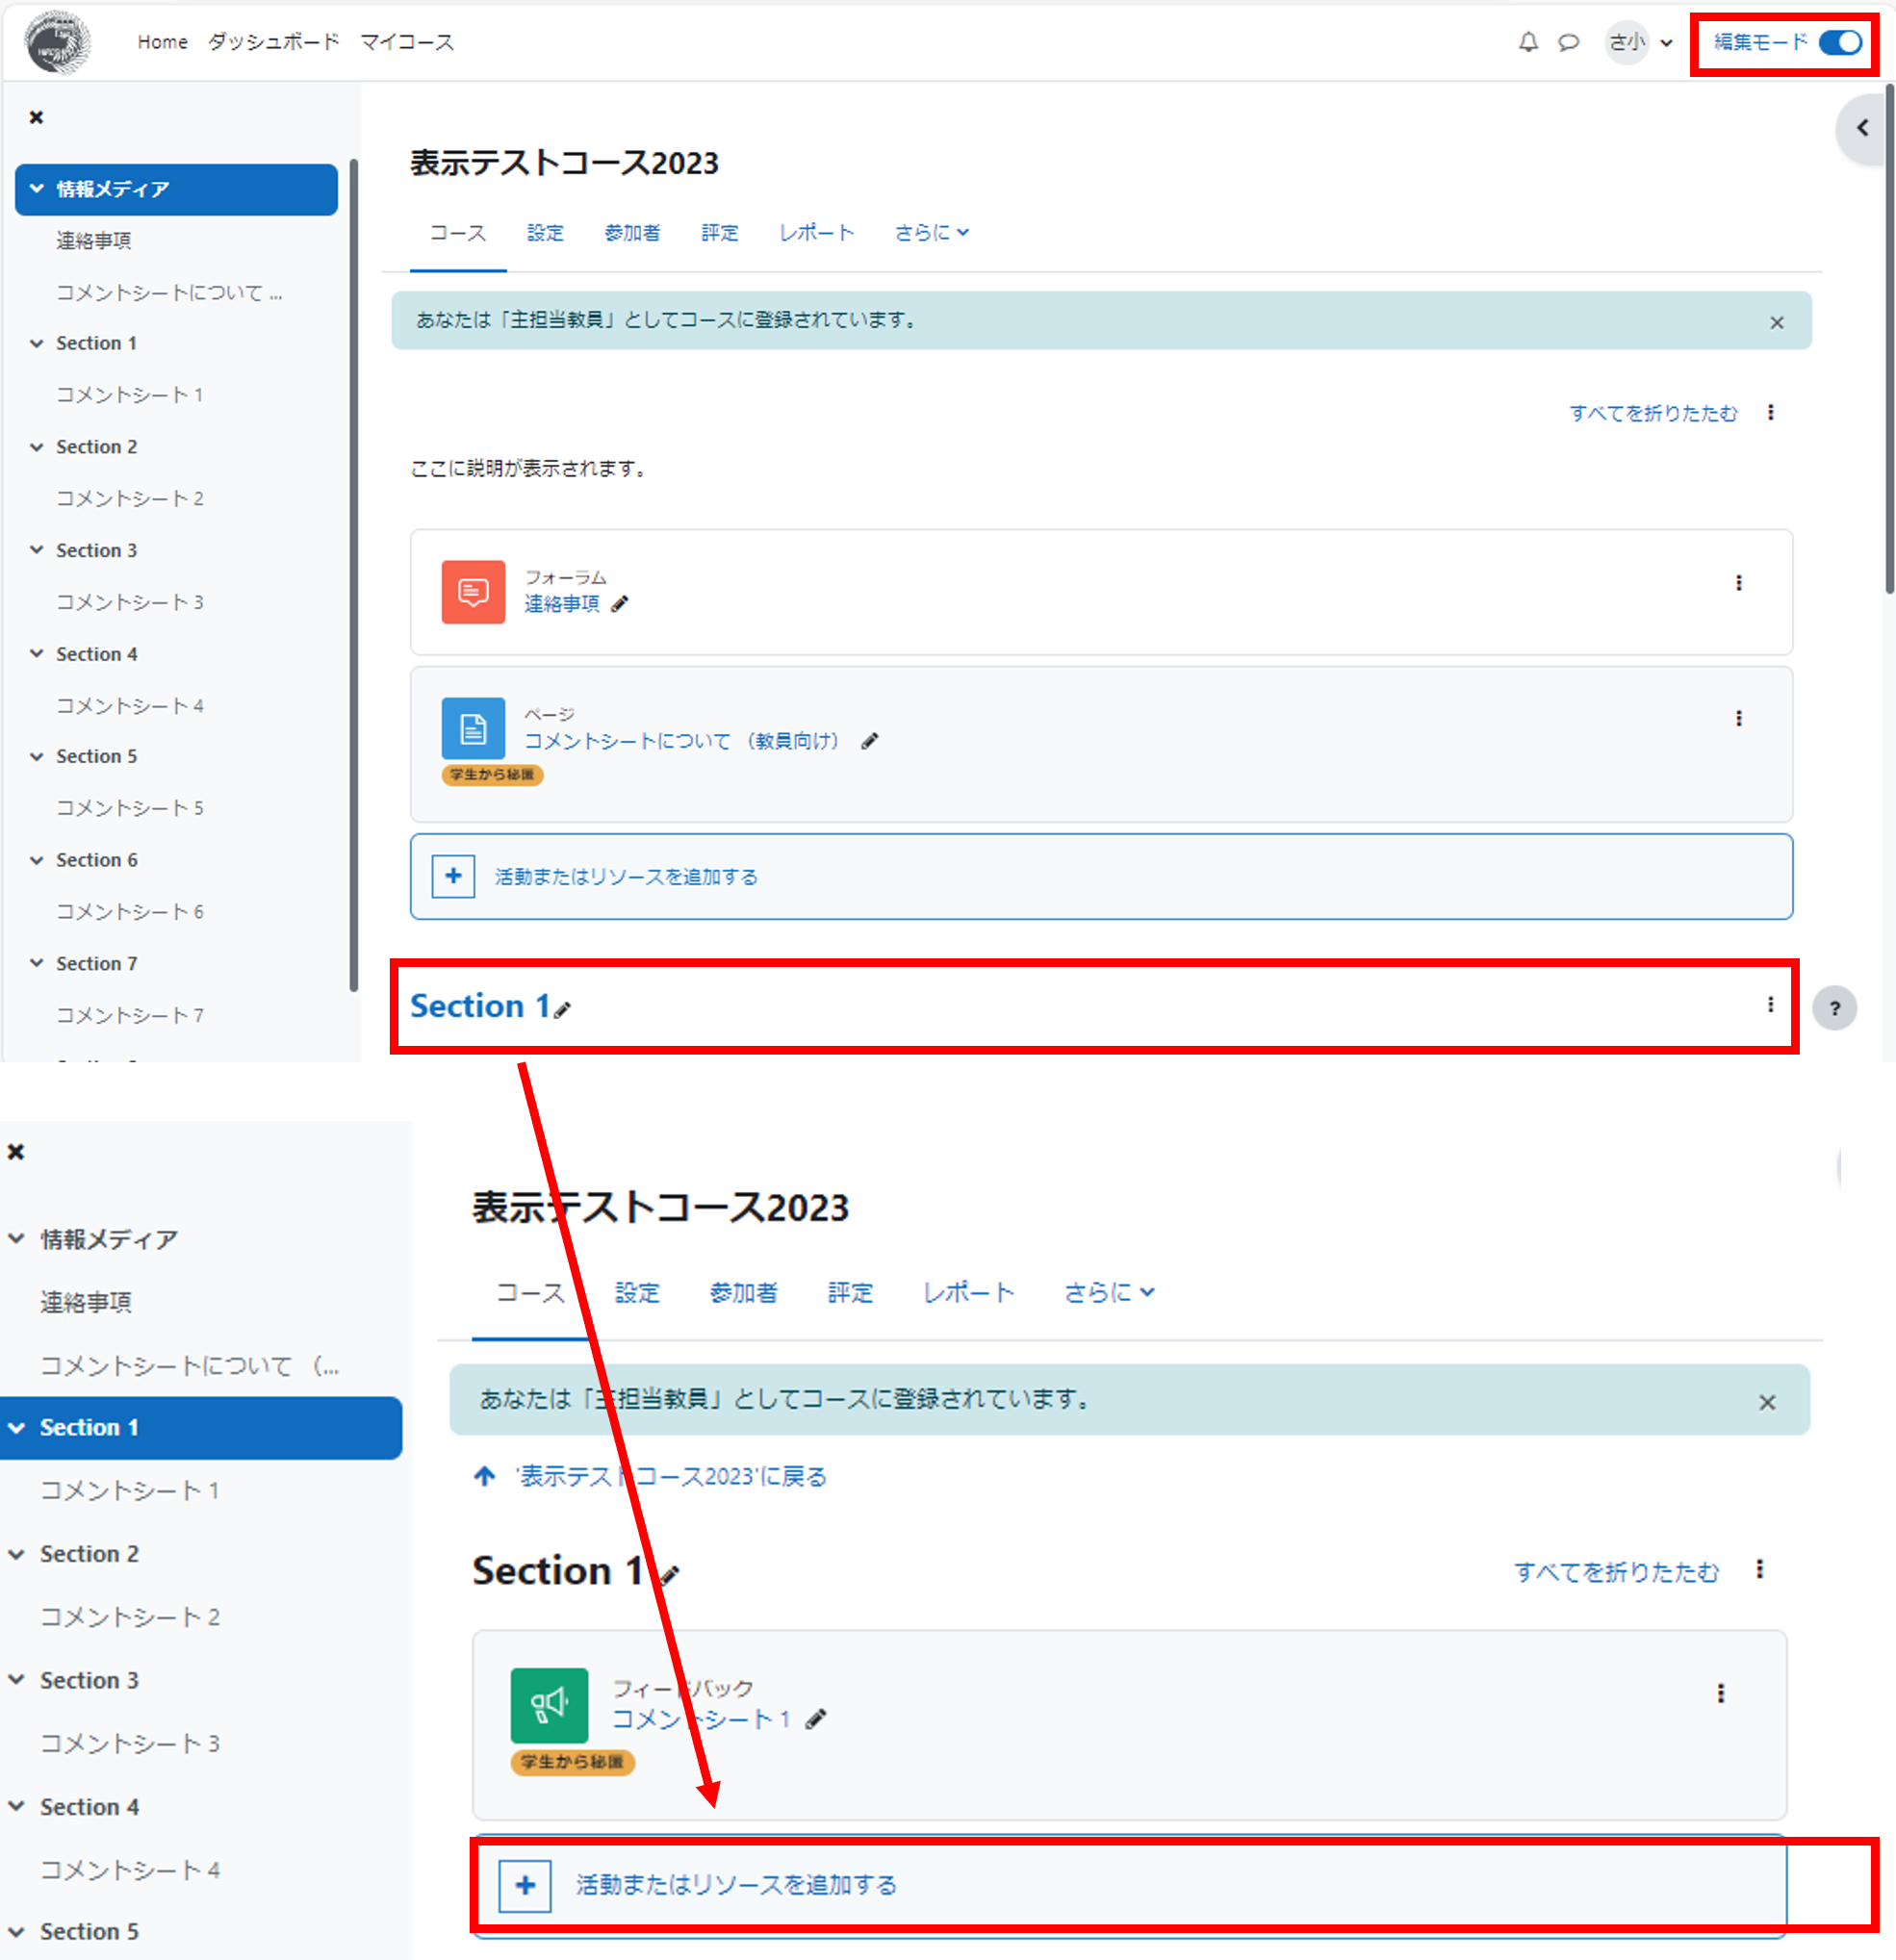 Home ダッシュボード マイコース
さ小
編集モード
情報メディア
連絡事項
コメントシートについて ...
Section 1
コメントシート 1
Section 2
コメントシート 2
Section 3
コメントシート 3
Section 4
コメントシート 4
Section 5
コメントシート 5
Section 6
コメントシート 6
Section 7
コメントシート 7
表示テストコース2023
コース 設定 参加者 評定 レポート さらに
あなたは「主担当教員」としてコースに登録されています。
すべてを折りたたむ
ここに説明が表示されます。
フォーラム
連絡事項
ページ
コメントシートについて (教員向け)
学生から秘匿
活動またはリソースを追加する
Section 1
?
情報メディア
連絡事項
コメントシートについて (...
Section 1
コメントシート 1
Section 2
コメントシート 2
Section 3
コメントシート 3
Section 4
コメントシート 4
Section 5
表示テストコース2023
コース 設定 参加者 評定 レポート さらに
あなたは「主担当教員」としてコースに登録されています。
'表示テストコース2023'に戻る
Section 1
すべてを折りたたむ
フィードバック
コメントシート 1
学生から秘匿
活動またはリソースを追加する